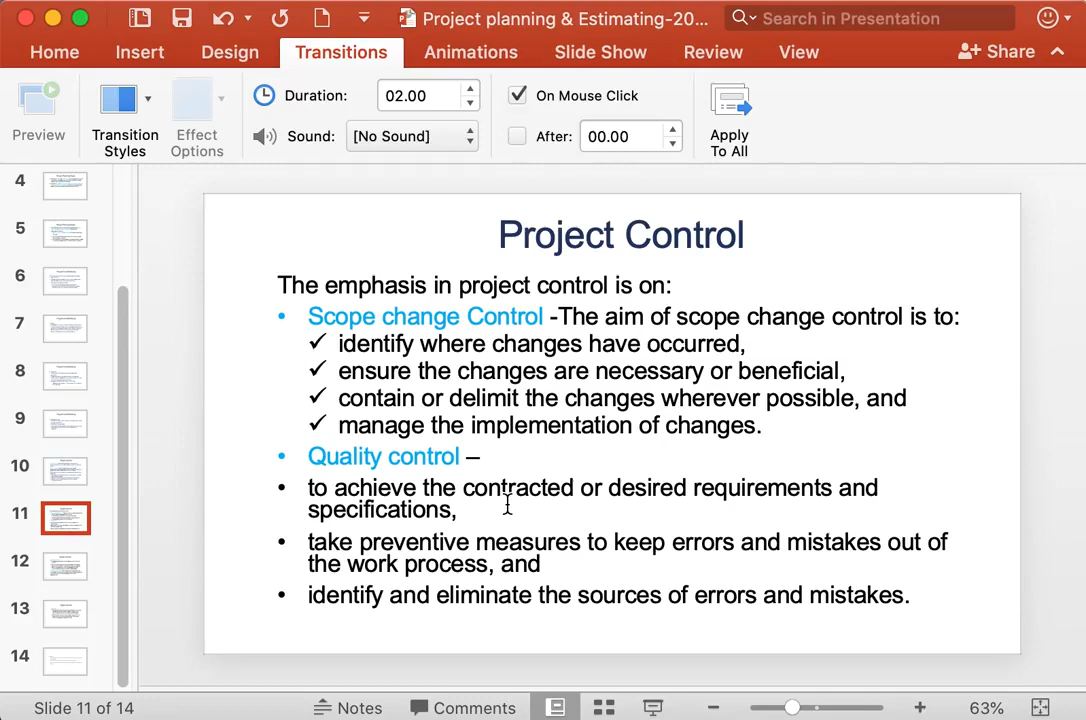 Project planning & Estimating-20...
Search in Presentation
Home Insert Design Transitions Animations Slide Show Review View Share
Preview
Transition Styles
Effect Options
Duration: 02.00
Sound: [No Sound]
On Mouse Click
After: 00.00
Apply To All
4
5
6
7
8
9
10
11
12
13
14
Project Control
The emphasis in project control is on:
• Scope change Control -The aim of scope change control is to:
✓ identify where changes have occurred,
✓ ensure the changes are necessary or beneficial,
✓ contain or delimit the changes wherever possible, and
✓ manage the implementation of changes.
• Quality control –
• to achieve the contracted or desired requirements and
specifications,
• take preventive measures to keep errors and mistakes out of
the work process, and
• identify and eliminate the sources of errors and mistakes.
Slide 11 of 14 Notes Comments 63%